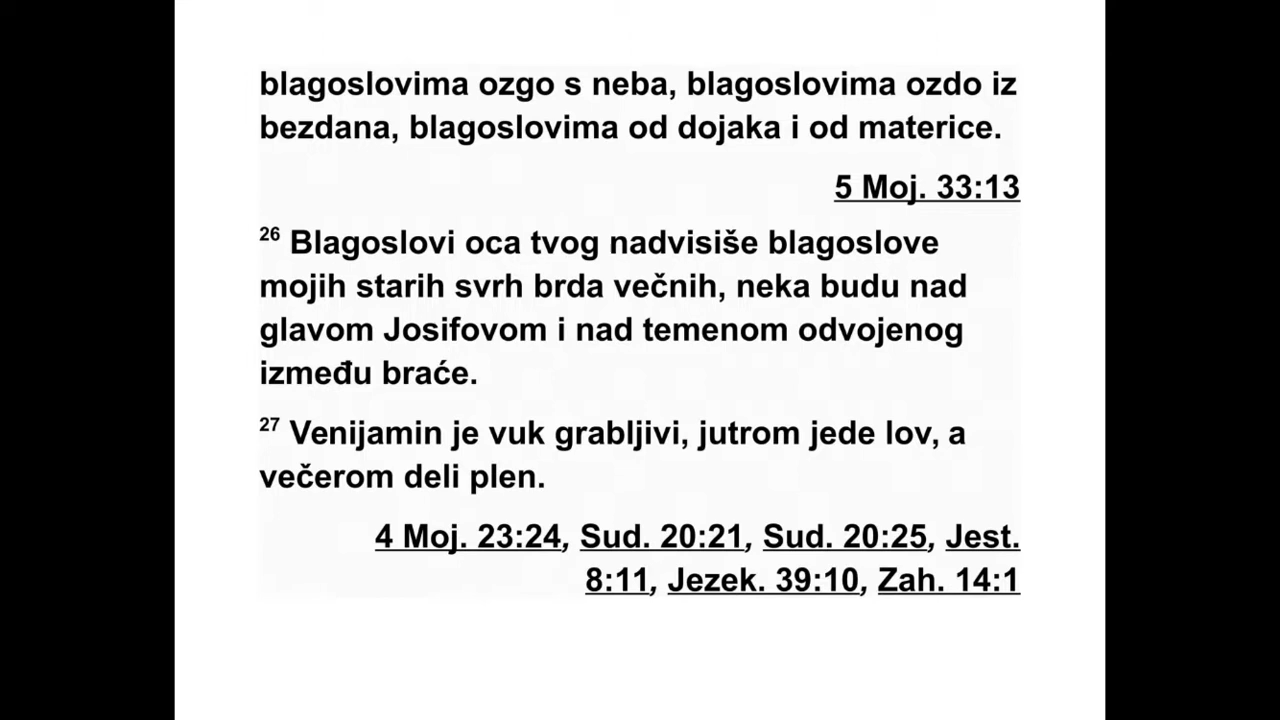 blagoslovima ozgo s neba, blagoslovima ozdo iz
bezdana, blagoslovima od dojaka i od materice.
5 Moj. 33:13
26 Blagoslovi oca tvog nadvisiše blagoslove
mojih starih svrh brda večnih, neka budu nad
glavom Josifovom i nad temenom odvojenog
između braće.
27 Venijamin je vuk grabljivi, jutrom jede lov, a
večerom deli plen.
4 Moj. 23:24, Sud. 20:21, Sud. 20:25, Jest.
8:11, Jezek. 39:10, Zah. 14:1